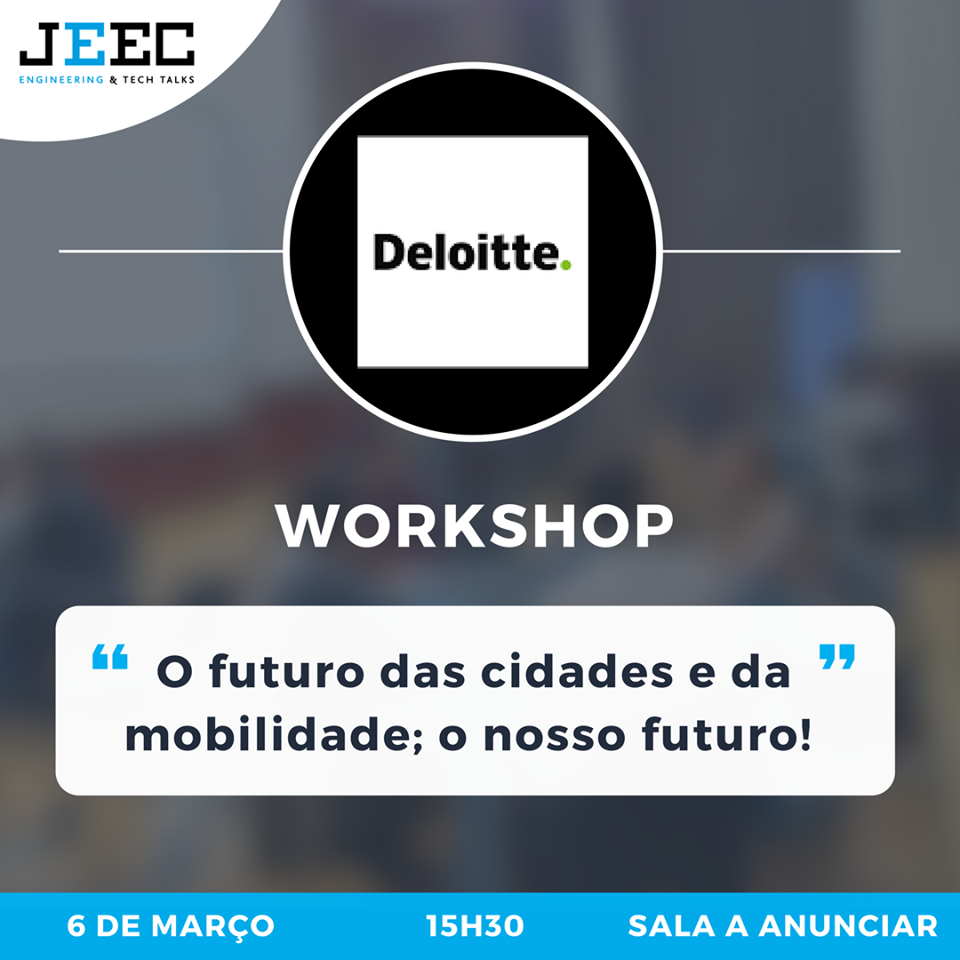 JEEC
ENGINEERING & TECH TALKS
Deloitte.
WORKSHOP
“ O futuro das cidades e da ”
mobilidade; o nosso futuro!
6 DE MARÇO 15H30 SALA A ANUNCIAR